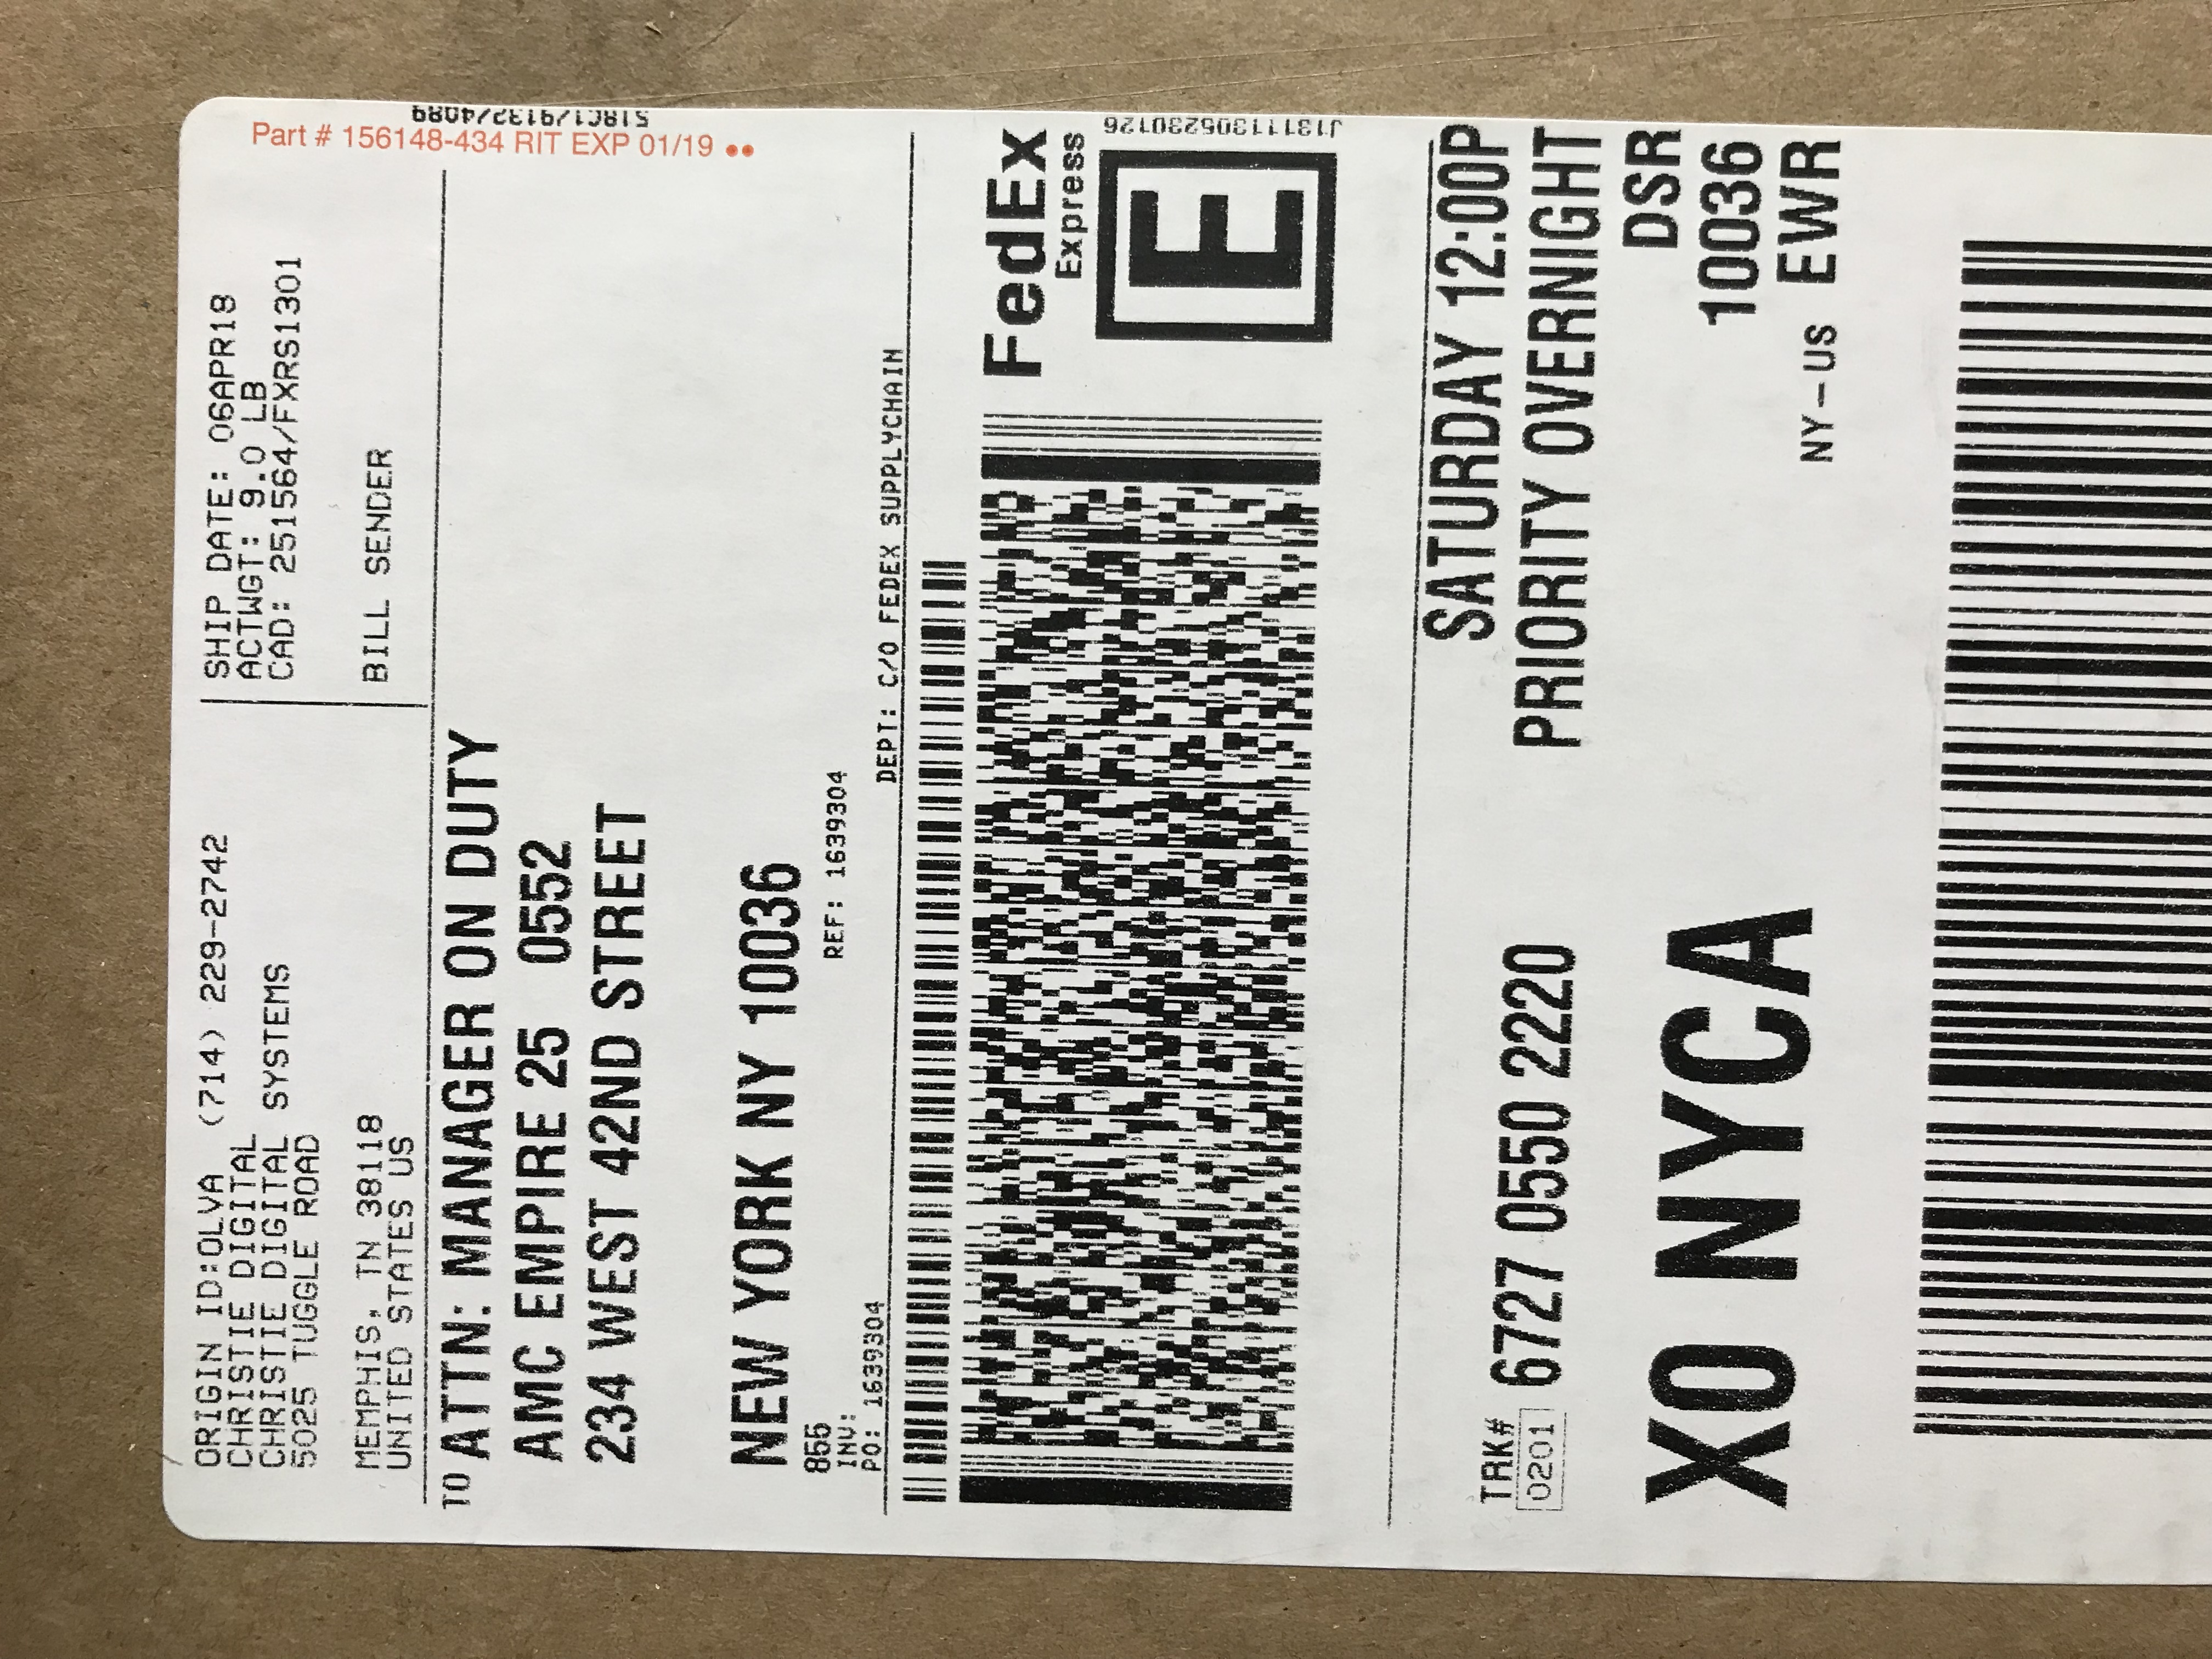 ORIGIN ID:OLVA (714) 229-2742
CHRISTIE DIGITAL
CHRISTIE DIGITAL SYSTEMS
5025 TUGGLE ROAD
MEMPHIS, TN 38118
UNITED STATES US
SHIP DATE: 06APR18
ACTWGT: 9.0 LB
CAD: 251564/FXRS1301
BILL SENDER
Part # 156148-434 RIT EXP 01/19 ••
TO ATTN: MANAGER ON DUTY
AMC EMPIRE 25 0552
234 WEST 42ND STREET
NEW YORK NY 10036
855
INV:
PO: 1639304
REF: 1639304
DEPT: C/O FEDEX SUPPLYCHAIN
FedEx
Express
E
SATURDAY 12:00P
PRIORITY OVERNIGHT
TRK#
0201 6727 0550 2220
DSR
10036
NY-US EWR
XO NYCA